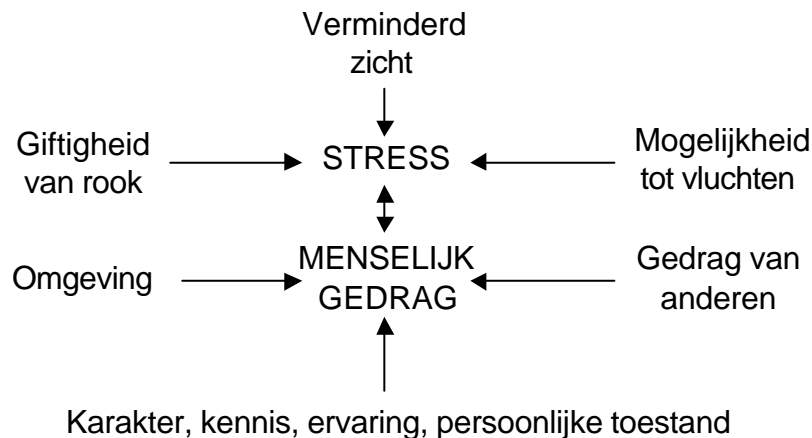 Verminderd
zicht
Giftigheid
van rook
STRESS
Mogelijkheid
tot vluchten
Omgeving
MENSELIJK
GEDRAG
Gedrag van
anderen
Karakter, kennis, ervaring, persoonlijke toestand